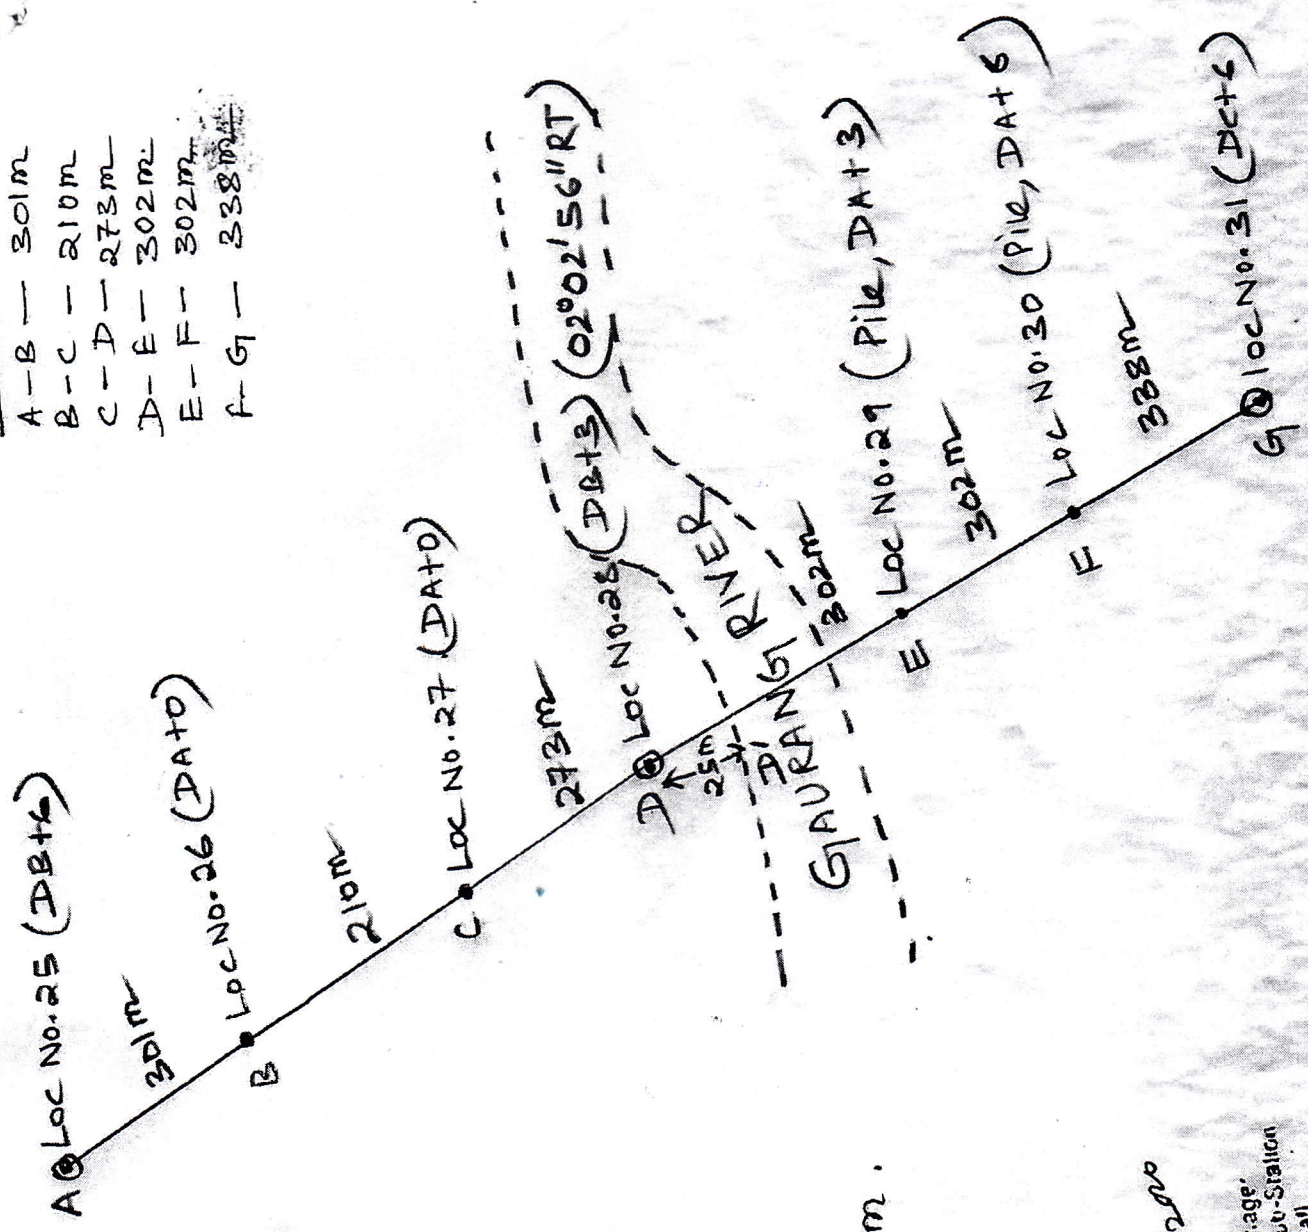 A-B — 301m
B-C — 210m
C-D — 273m
D-E — 302m
E-F — 302m
F-G — 338m
A LOC NO.25 (DB+6)
301m
B LOC NO.26 (DA+0)
210m
C LOC NO.27 (DA+0)
273m
D LOC NO.28 (DB+3) (02°02'56"RT)
25m
D'
GAURANG RIVER
302m
E LOC NO.29 (Pile, DA+3)
302m
F LOC NO.30 (Pile, DA+6)
338m
G LOC NO.31 (DC+6)
m.